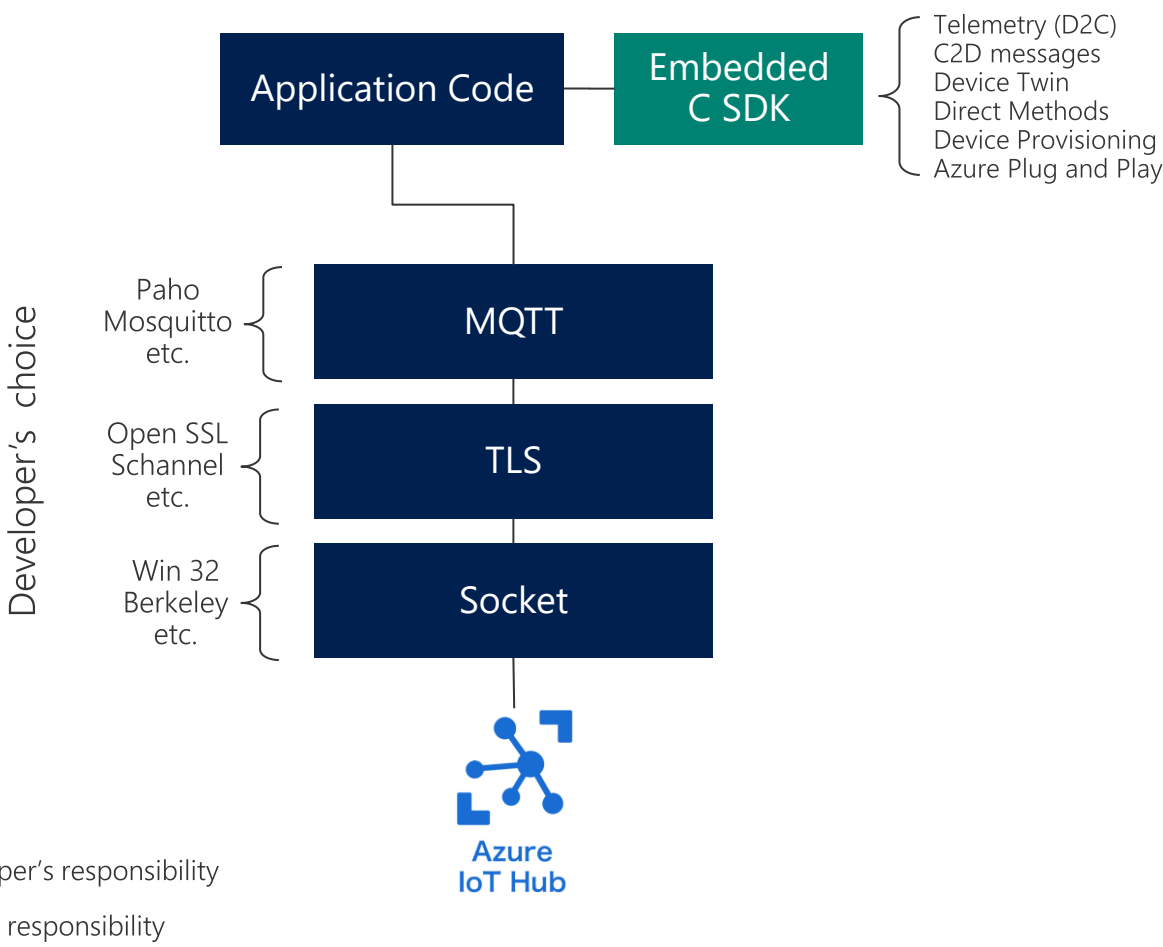 Application Code
Embedded
C SDK
Telemetry (D2C)
C2D messages
Device Twin
Direct Methods
Device Provisioning
Azure Plug and Play
Developer's choice
Paho
Mosquitto
etc.
MQTT
Open SSL
Schannel
etc.
TLS
Win 32
Berkeley
etc.
Socket
Azure
IoT Hub
per's responsibility
responsibility